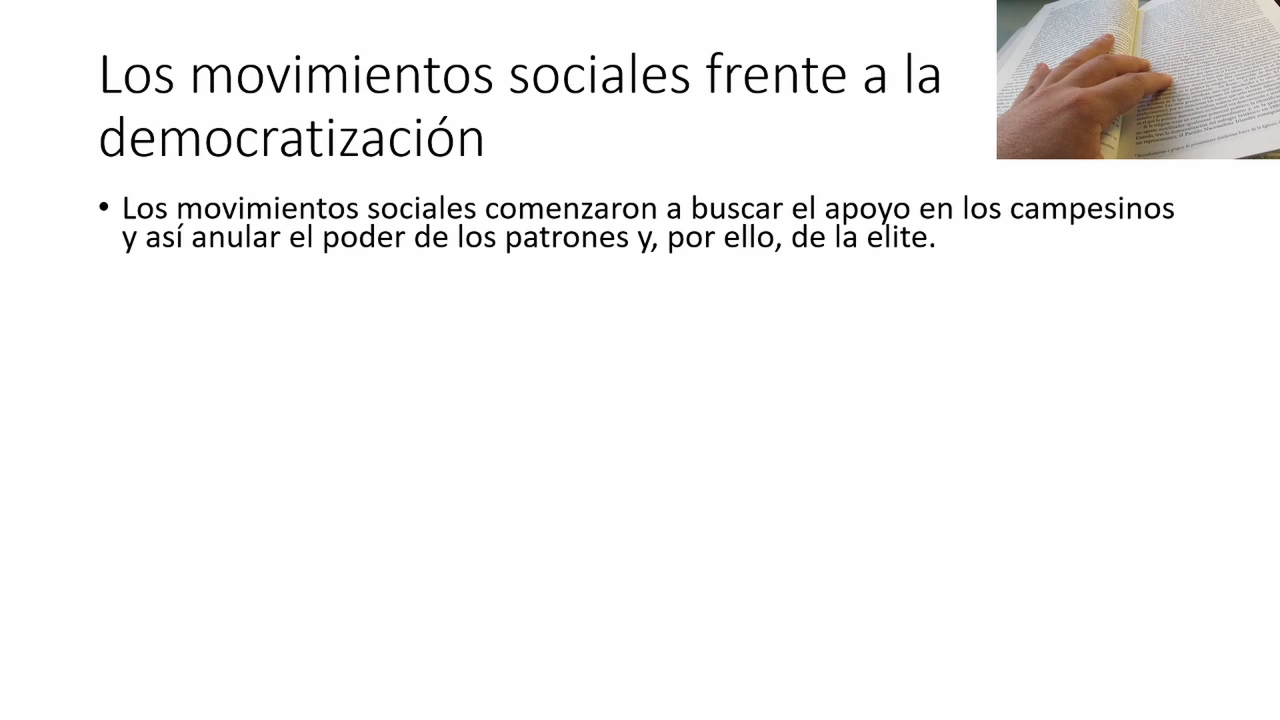 Los movimientos sociales frente a la
democratización
• Los movimientos sociales comenzaron a buscar el apoyo en los campesinos
y así anular el poder de los patrones y, por ello, de la elite.